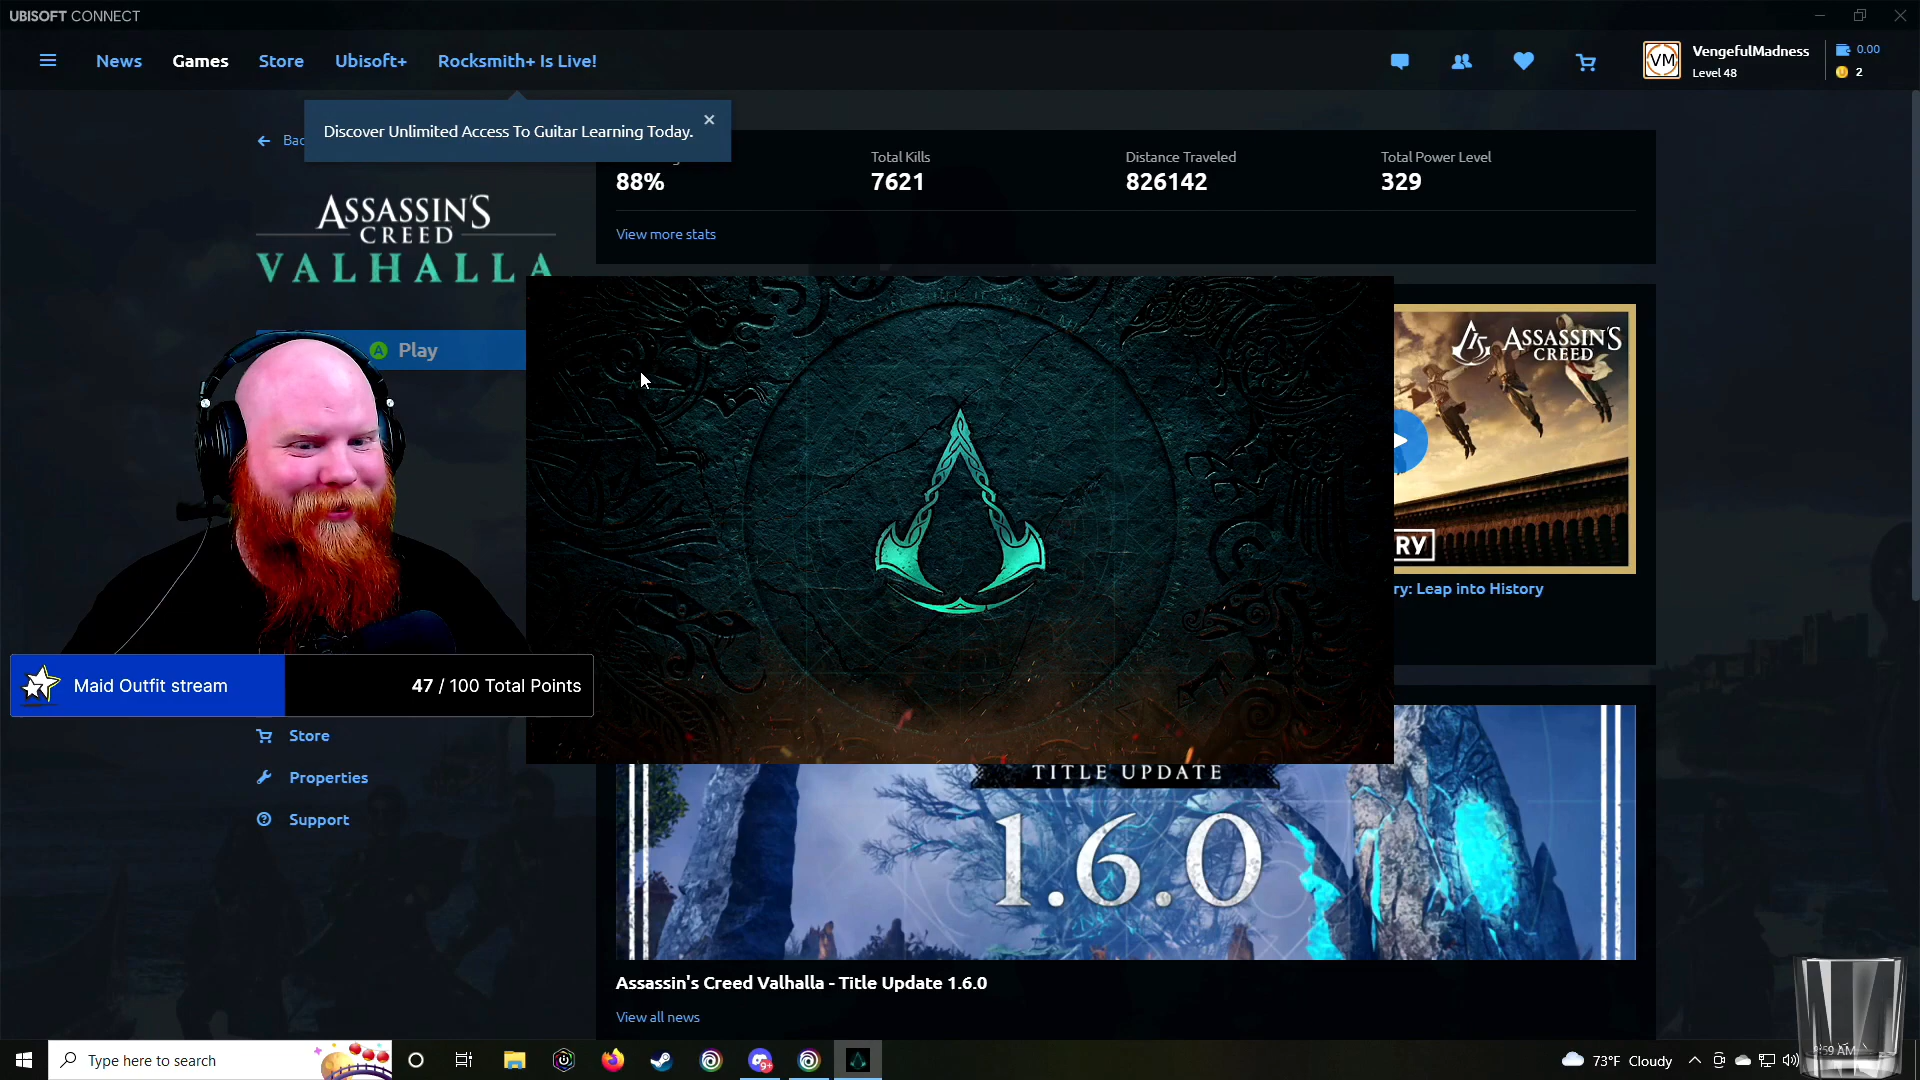 UBISOFT CONNECT
News
Games
Store
Ubisoft+
Rocksmith+ Is Live!
VengefulMadness
Level 48
0.00
2
Discover Unlimited Access To Guitar Learning Today.
88%
Total Kills
7621
Distance Traveled
826142
Total Power Level
329
View more stats
ASSASSIN'S
CREED
VALHALLA
A Play
ASSASSIN'S
CREED
RY
ry: Leap into History
Maid Outfit stream
47 / 100 Total Points
Store
Properties
Support
TITLE UPDATE
1.6.0
Assassin's Creed Valhalla - Title Update 1.6.0
View all news
Type here to search
9+
73°F Cloudy
:59 AM
VM